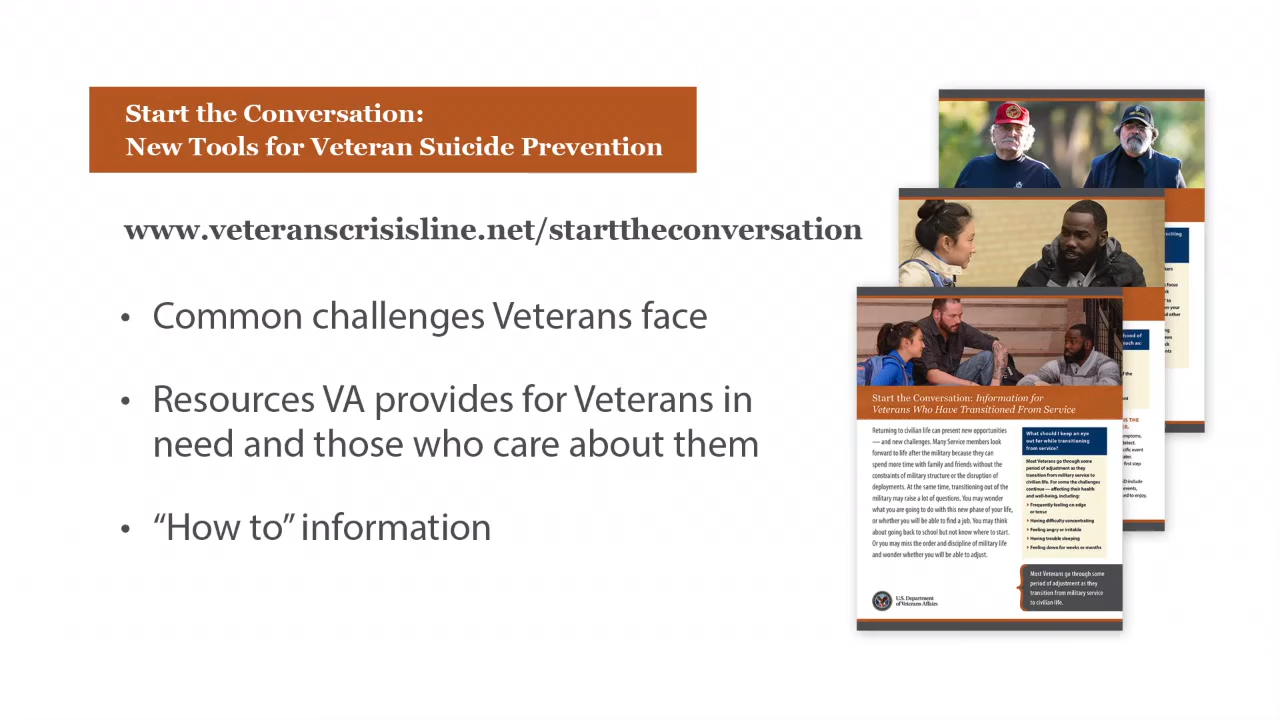 Start the Conversation:
New Tools for Veteran Suicide Prevention
www.veteranscrisisline.net/starttheconversation
• Common challenges Veterans face
• Resources VA provides for Veterans in
need and those who care about them
• “How to” information
Start the Conversation: Information for
Veterans Who Have Transitioned From Service
Returning to civilian life can present new opportunities
— and new challenges. Many Service members look
forward to life after the military because they can
spend more time with family and friends without the
constraints of military structure or the disruption of
deployments. At the same time, transitioning out of the
military may raise a lot of questions. You may wonder
what you are going to do with this new phase of your life,
or whether you will be able to find a job. You may think
about going back to school but not know where to start.
Or you may miss the order and discipline of military life
and wonder whether you will be able to adjust.
What should I keep an eye
out for while transitioning
from service?
Most Veterans go through some
period of adjustment as they
transition from military service to
civilian life. For some the challenges
continue — affecting their health
and well-being, including:
Frequently feeling on edge
or tense
Having difficulty concentrating
Feeling angry or irritable
Having trouble sleeping
Feeling down for weeks or months
Most Veterans go through some
period of adjustment as they
transition from military service
to civilian life.
U.S. Department
of Veterans Affairs